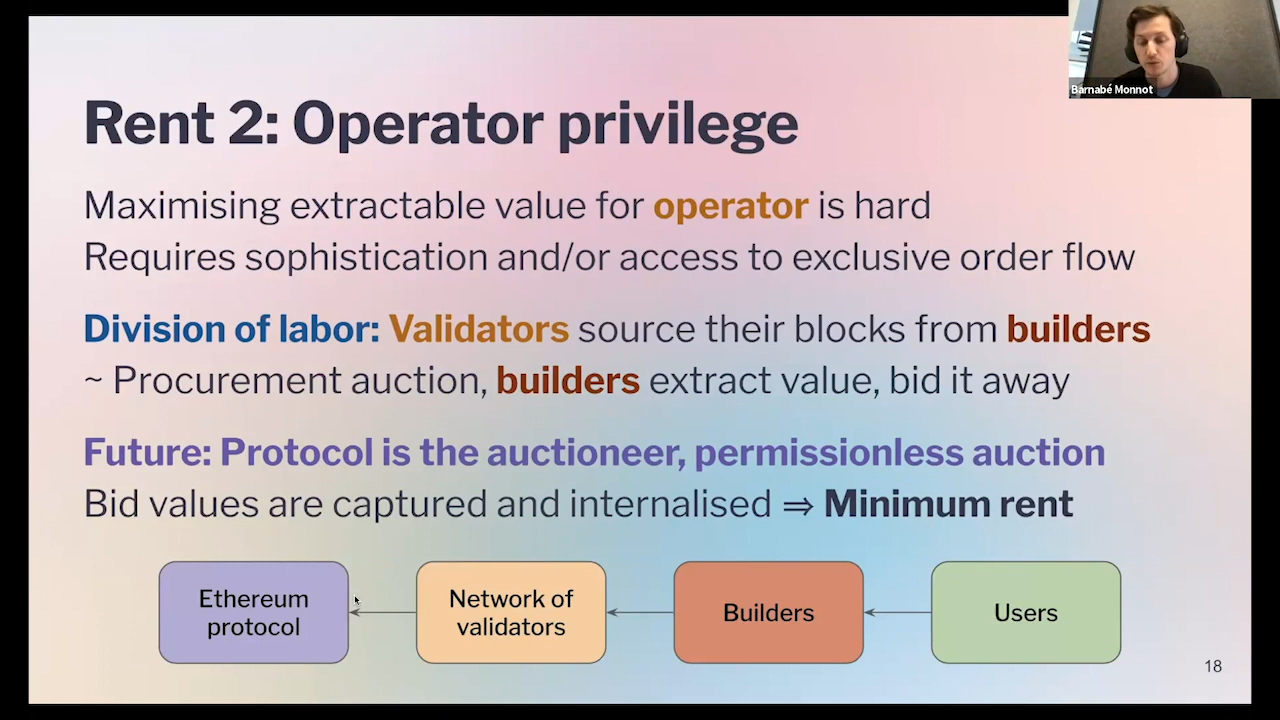 Barnabé Monnot
Rent 2: Operator privilege
Maximising extractable value for operator is hard
Requires sophistication and/or access to exclusive order flow
Division of labor: Validators source their blocks from builders
~ Procurement auction, builders extract value, bid it away
Future: Protocol is the auctioneer, permissionless auction
Bid values are captured and internalised ⇒ Minimum rent
Ethereum
protocol
Network of
validators
Builders
Users
18